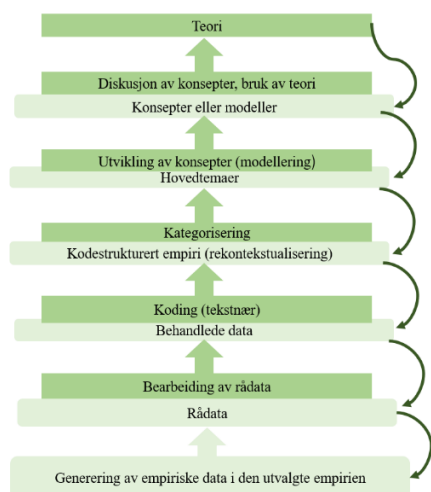 Teori
Diskusjon av konsepter, bruk av teori
Konsepter eller modeller
Utvikling av konsepter (modellering)
Hovedtemaer
Kategorisering
Kodestrukturert empiri (rekontekstualisering)
Koding (tekstnær)
Behandlede data
Bearbeiding av rådata
Rådata
Generering av empiriske data i den utvalgte empirien